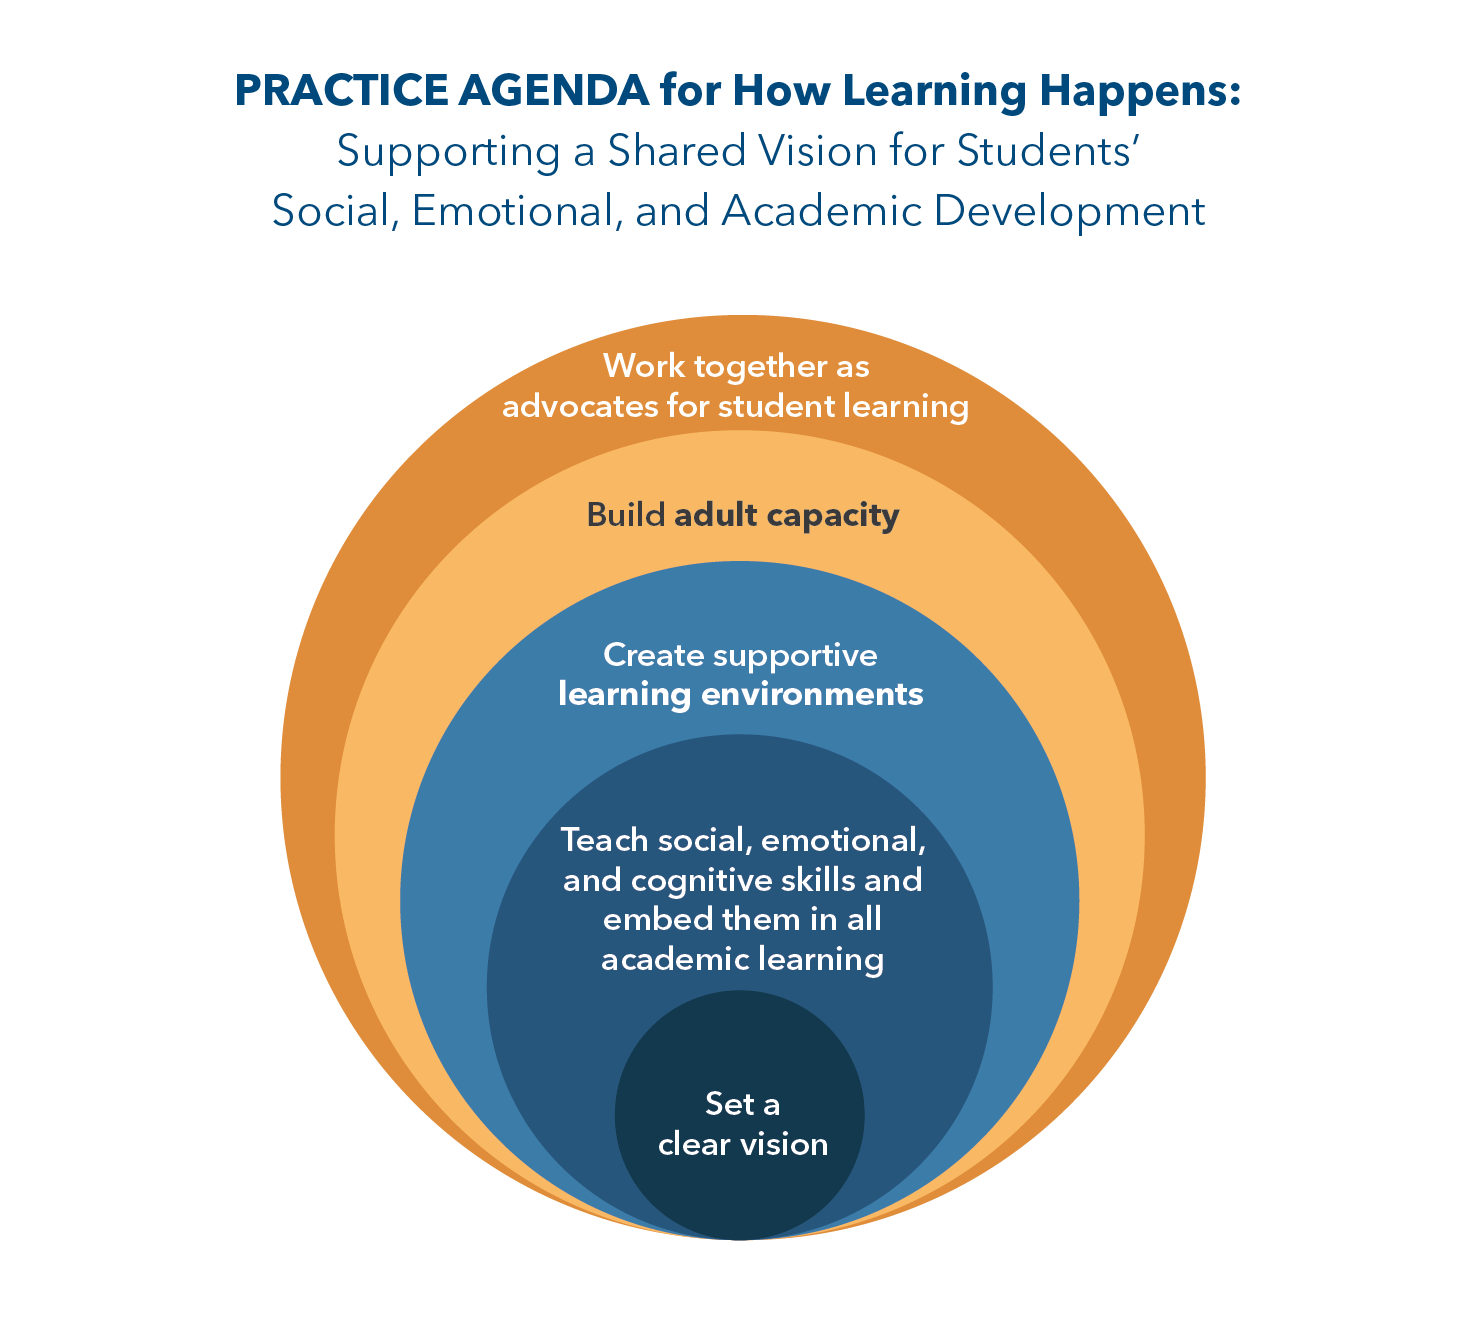 PRACTICE AGENDA for How Learning Happens:
Supporting a Shared Vision for Students’
Social, Emotional, and Academic Development
Work together as
advocates for student learning
Build adult capacity
Create supportive
learning environments
Teach social, emotional,
and cognitive skills and
embed them in all
academic learning
Set a
clear vision